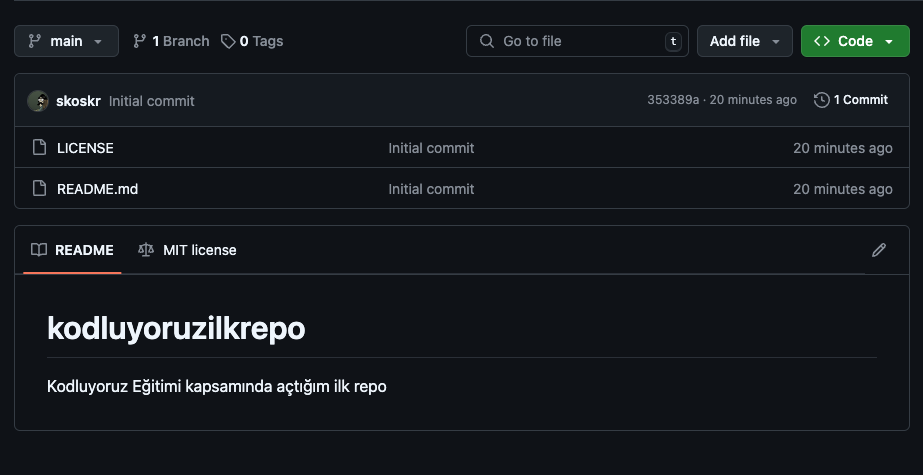 main 1 Branch 0 Tags Go to file t Add file Code
skoskr Initial commit 353389a · 20 minutes ago 1 Commit
LICENSE Initial commit 20 minutes ago
README.md Initial commit 20 minutes ago
README MIT license
kodluyoruzilkrepo
Kodluyoruz Eğitimi kapsamında açtığım ilk repo